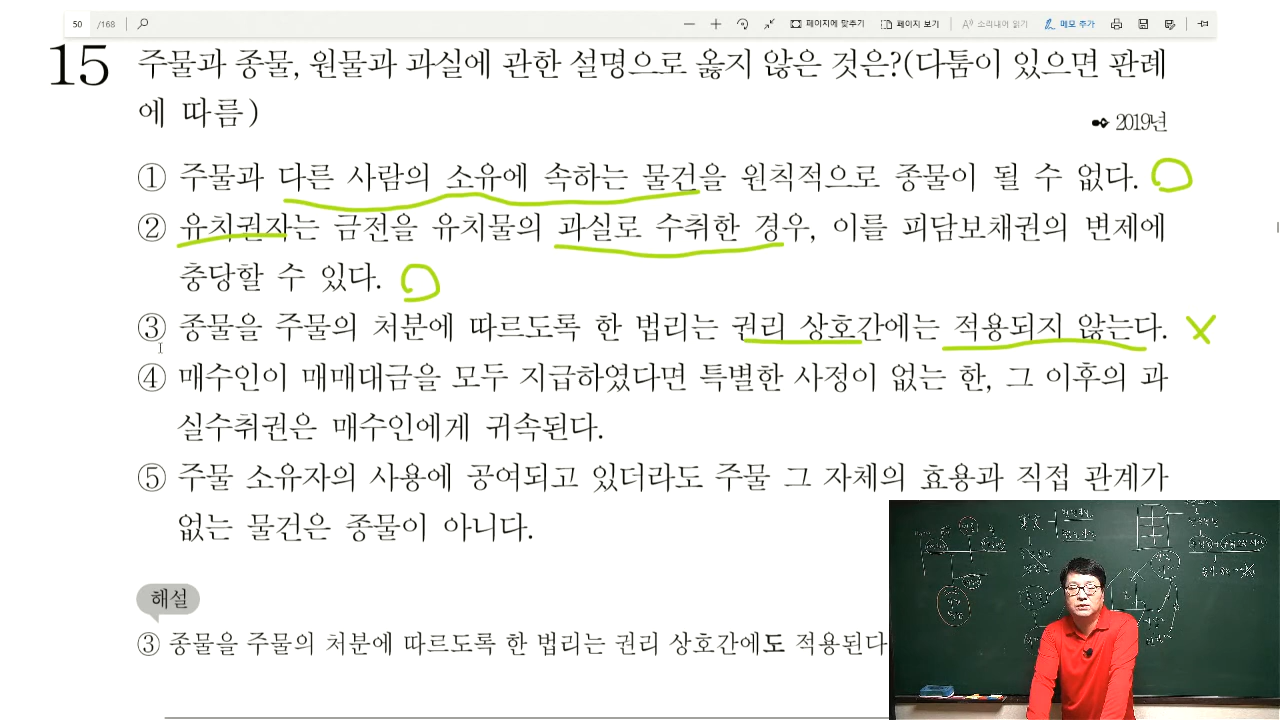 50 /168 페이지에 맞추기 페이지 보기 소리내어 읽기 메모 추가
15 주물과 종물, 원물과 과실에 관한 설명으로 옳지 않은 것은?(다툼이 있으면 판례
에 따름)
2019년
① 주물과 다른 사람의 소유에 속하는 물건을 원칙적으로 종물이 될 수 없다.
② 유치권자는 금전을 유치물의 과실로 수취한 경우, 이를 피담보채권의 변제에
충당할 수 있다.
③ 종물을 주물의 처분에 따르도록 한 법리는 권리 상호간에는 적용되지 않는다.
④ 매수인이 매매대금을 모두 지급하였다면 특별한 사정이 없는 한, 그 이후의 과
실수취권은 매수인에게 귀속된다.
⑤ 주물 소유자의 사용에 공여되고 있더라도 주물 그 자체의 효용과 직접 관계가
없는 물건은 종물이 아니다.
해설
③ 종물을 주물의 처분에 따르도록 한 법리는 권리 상호간에도 적용된다